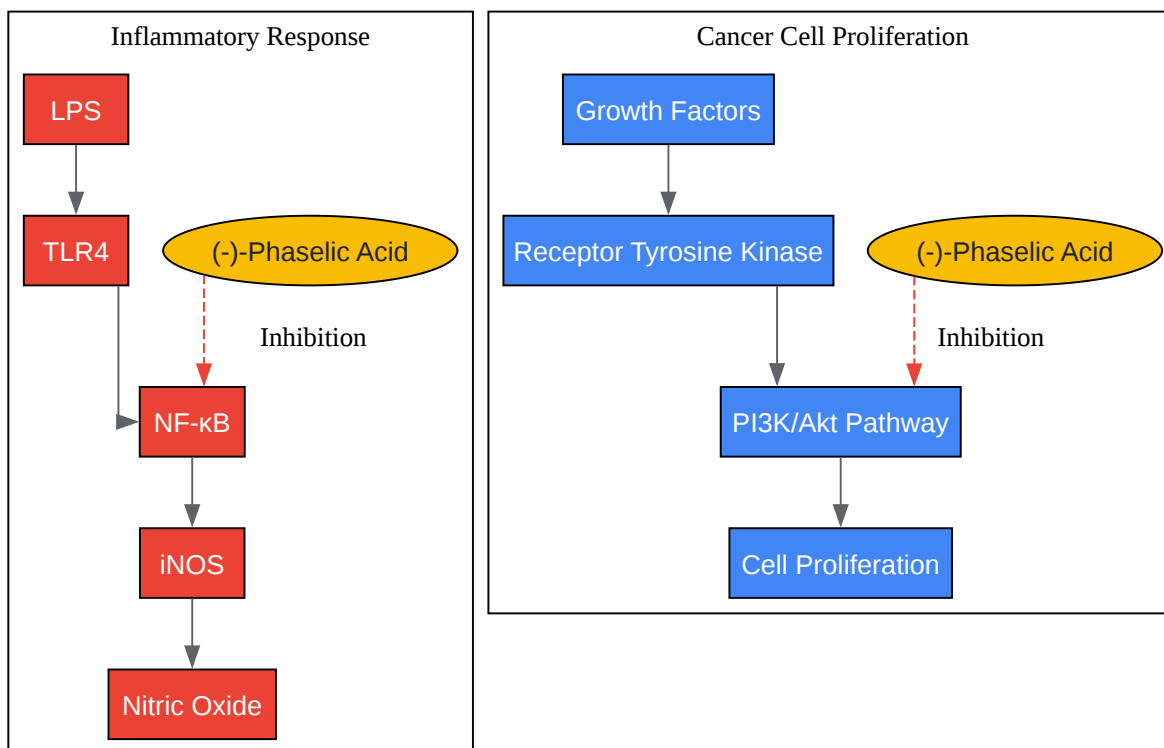 Inflammatory Response
LPS
TLR4
(-)-Phaselic Acid
Inhibition
NF-κB
iNOS
Nitric Oxide
Cancer Cell Proliferation
Growth Factors
Receptor Tyrosine Kinase
(-)-Phaselic Acid
Inhibition
PI3K/Akt Pathway
Cell Proliferation